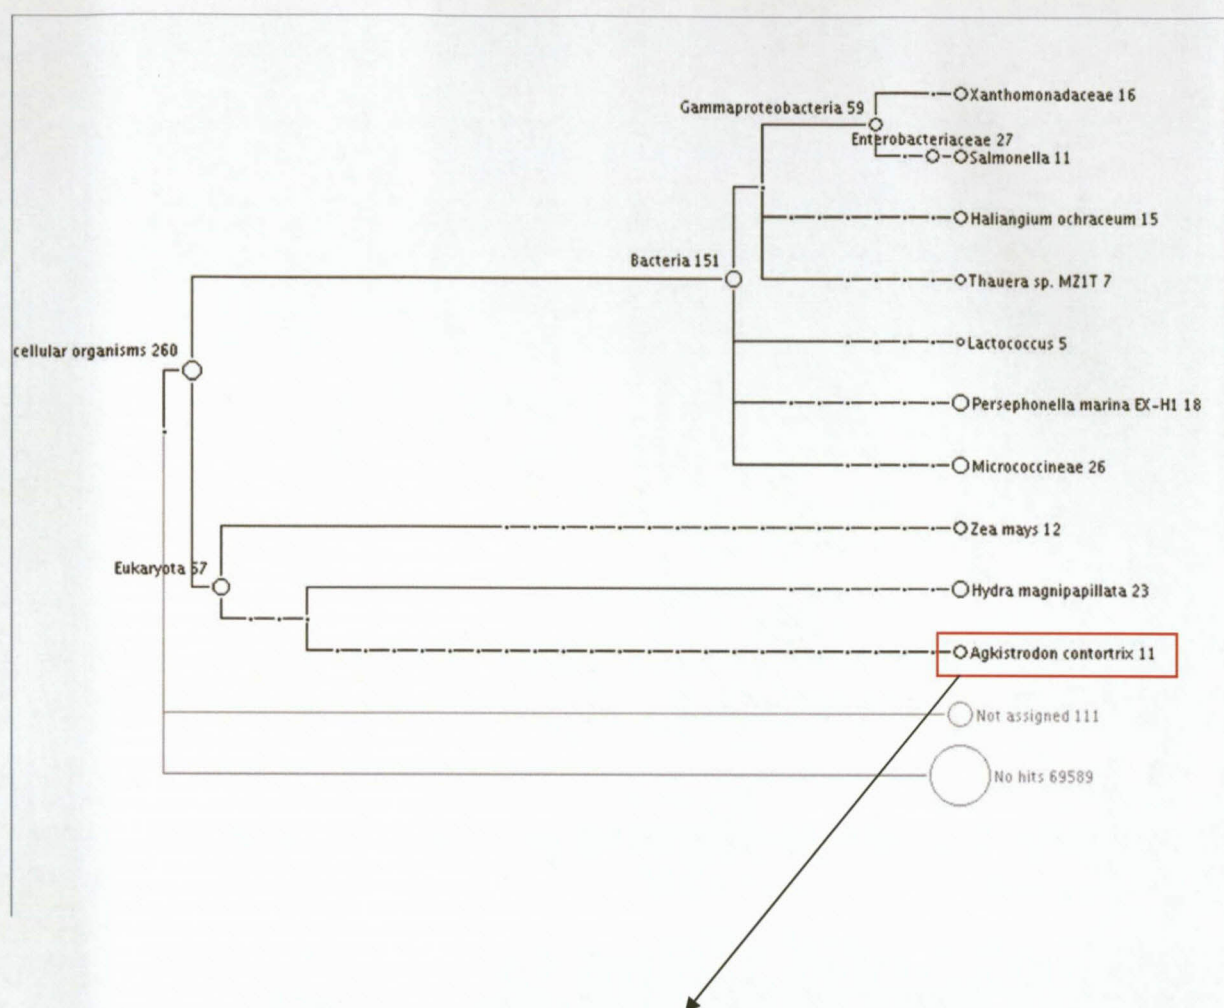 Xanthomonadaceae 16
Gammaproteobacteria 59
Enterobacteriaceae 27
Salmonella 11
Haliangium ochraceum 15
Bacteria 151
Thauera sp. MZ1T 7
Lactococcus 5
cellular organisms 260
Persephonella marina EX-H1 18
Micrococcineae 26
Zea mays 12
Eukaryota 57
Hydra magnipapillata 23
Agkistrodon contortrix 11
Not assigned 111
No hits 69589